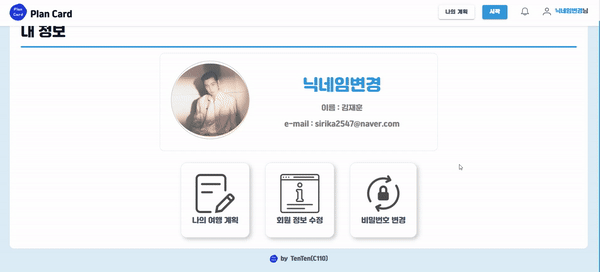 Plan Card
Plan Card
나의 계획
시작
닉네임변경님
내 정보
닉네임변경
이름 : 김재훈
e-mail : sirika2547@naver.com
나의 여행 계획
회원 정보 수정
비밀번호 변경
by TenTen(C110)